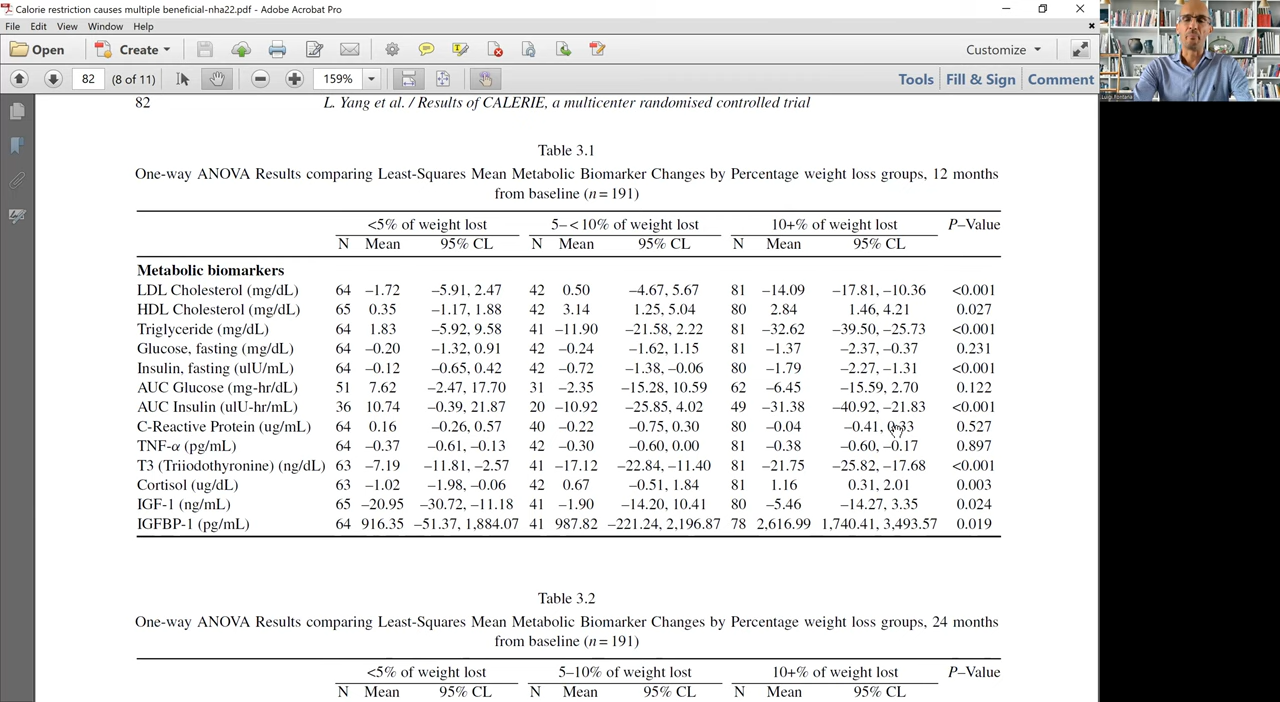 Calorie restriction causes multiple beneficial-nha22.pdf - Adobe Acrobat Pro
File Edit View Window Help
Open Create Customize
82 (8 of 11) 159% Tools Fill & Sign Comment
82 L. Yang et al. / Results of CALERIE, a multicenter randomised controlled trial
Table 3.1
One-way ANOVA Results comparing Least-Squares Mean Metabolic Biomarker Changes by Percentage weight loss groups, 12 months
from baseline (n = 191)
<5% of weight lost 5–<10% of weight lost 10+% of weight lost P–Value
N Mean 95% CL N Mean 95% CL N Mean 95% CL
Metabolic biomarkers
LDL Cholesterol (mg/dL) 64 –1.72 –5.91, 2.47 42 0.50 –4.67, 5.67 81 –14.09 –17.81, –10.36 <0.001
HDL Cholesterol (mg/dL) 65 0.35 –1.17, 1.88 42 3.14 1.25, 5.04 80 2.84 1.46, 4.21 0.027
Triglyceride (mg/dL) 64 1.83 –5.92, 9.58 41 –11.90 –21.58, 2.22 81 –32.62 –39.50, –25.73 <0.001
Glucose, fasting (mg/dL) 64 –0.20 –1.32, 0.91 42 –0.24 –1.62, 1.15 81 –1.37 –2.37, –0.37 0.231
Insulin, fasting (ulU/mL) 64 –0.12 –0.65, 0.42 42 –0.72 –1.38, –0.06 80 –1.79 –2.27, –1.31 <0.001
AUC Glucose (mg-hr/dL) 51 7.62 –2.47, 17.70 31 –2.35 –15.28, 10.59 62 –6.45 –15.59, 2.70 0.122
AUC Insulin (ulU-hr/mL) 36 10.74 –0.39, 21.87 20 –10.92 –25.85, 4.02 49 –31.38 –40.92, –21.83 <0.001
C-Reactive Protein (ug/mL) 64 0.16 –0.26, 0.57 40 –0.22 –0.75, 0.30 80 –0.04 –0.41, 0.33 0.527
TNF-α (pg/mL) 64 –0.37 –0.61, –0.13 42 –0.30 –0.60, 0.00 81 –0.38 –0.60, –0.17 0.897
T3 (Triiodothyronine) (ng/dL) 63 –7.19 –11.81, –2.57 41 –17.12 –22.84, –11.40 81 –21.75 –25.82, –17.68 <0.001
Cortisol (ug/dL) 63 –1.02 –1.98, –0.06 42 0.67 –0.51, 1.84 81 1.16 0.31, 2.01 0.003
IGF-1 (ng/mL) 65 –20.95 –30.72, –11.18 41 –1.90 –14.20, 10.41 80 –5.46 –14.27, 3.35 0.024
IGFBP-1 (pg/mL) 64 916.35 –51.37, 1,884.07 41 987.82 –221.24, 2,196.87 78 2,616.99 1,740.41, 3,493.57 0.019
Table 3.2
One-way ANOVA Results comparing Least-Squares Mean Metabolic Biomarker Changes by Percentage weight loss groups, 24 months
from baseline (n = 191)
<5% of weight lost 5–10% of weight lost 10+% of weight lost P–Value
N Mean 95% CL N Mean 95% CL N Mean 95% CL
Luigi Fontana